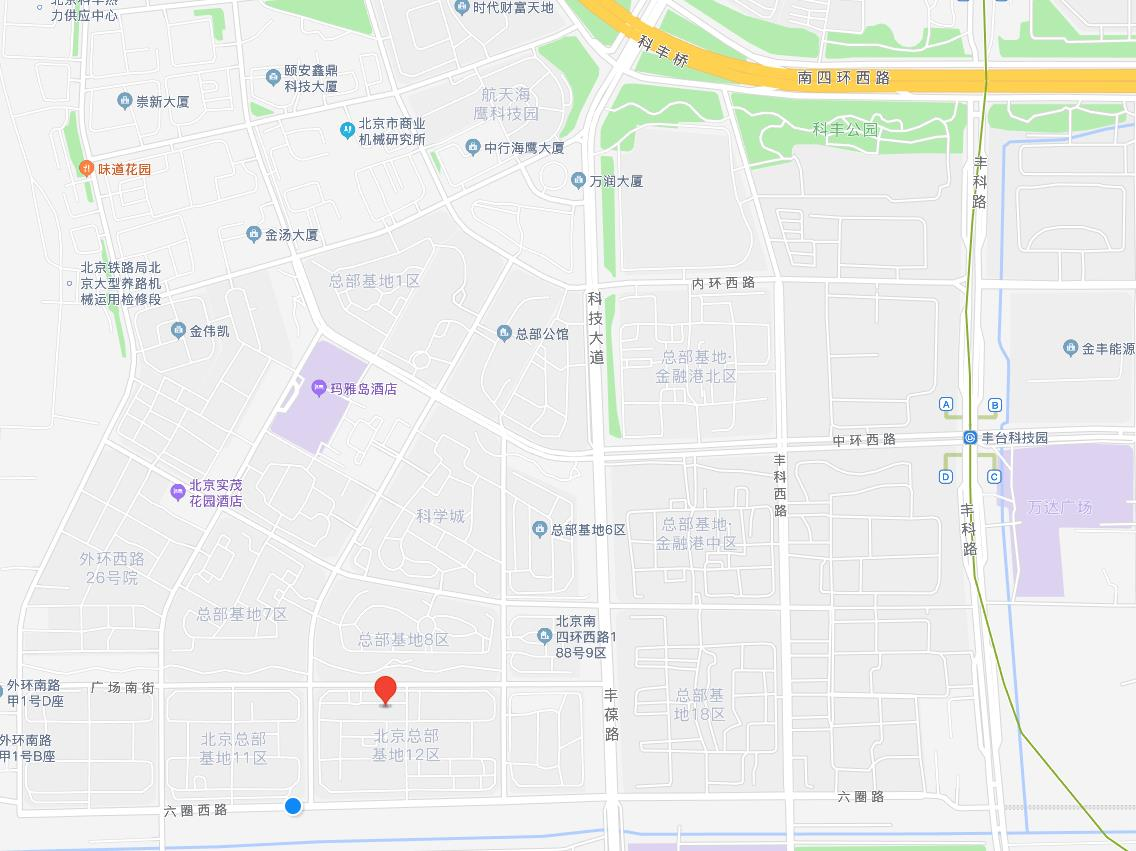 北京科丰热
力供应中心
时代财富天地
科丰桥
南四环西路
颐安鑫鼎
科技大厦
崇新大厦
航天海
鹰科技园
北京市商业
机械研究所
中行海鹰大厦
科丰公园
味道花园
万润大厦
丰科路
金汤大厦
北京铁路局北
京大型养路机
械运用检修段
总部基地1区
内环西路
科技大道
金伟凯
总部公馆
总部基地·
金融港北区
金丰能源
玛雅岛酒店
A
B
中环西路
丰台科技园
丰科西路
D
C
北京实茂
花园酒店
科学城
总部基地6区
总部基地·
金融港中区
万达广场
丰科路
外环西路
26号院
总部基地7区
总部基地8区
北京南
四环西路1
88号9区
外环南路
甲1号D座
广场南街
丰葆路
总部基
地18区
外环南路
甲1号B座
北京总部
基地11区
北京总部
基地12区
六圈西路
六圈路